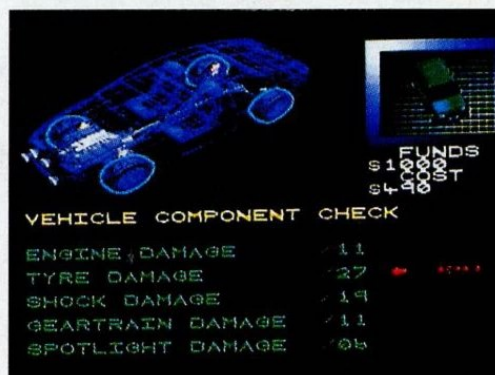 FUNDS
$1000
COST
$490
VEHICLE COMPONENT CHECK
ENGINE DAMAGE /11
TYRE DAMAGE /27
SHOCK DAMAGE /19
GEARTRAIN DAMAGE /11
SPOTLIGHT DAMAGE /06